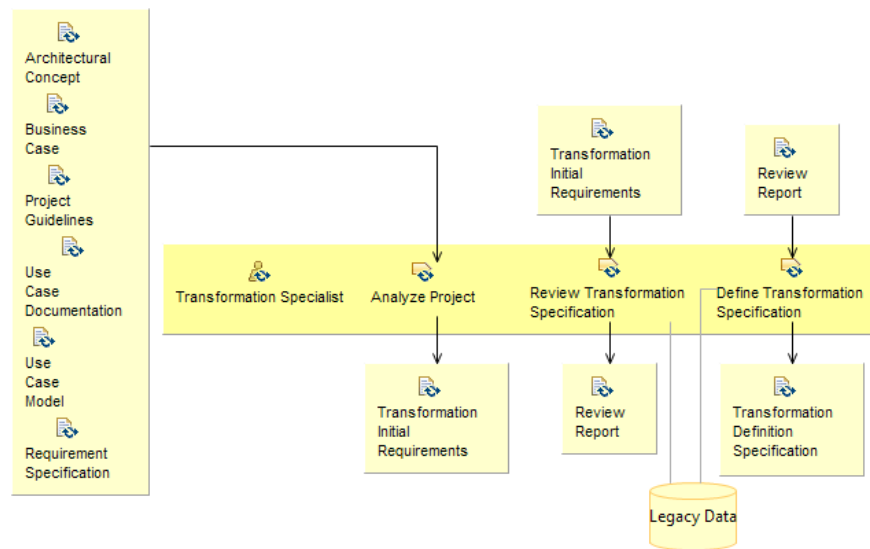 Architectural
Concept
Business
Case
Project
Guidelines
Use
Case
Documentation
Use
Case
Model
Requirement
Specification
Transformation
Initial
Requirements
Review
Report
Transformation Specialist
Analyze Project
Review Transformation
Specification
Define Transformation
Specification
Transformation
Initial
Requirements
Review
Report
Transformation
Definition
Specification
Legacy Data